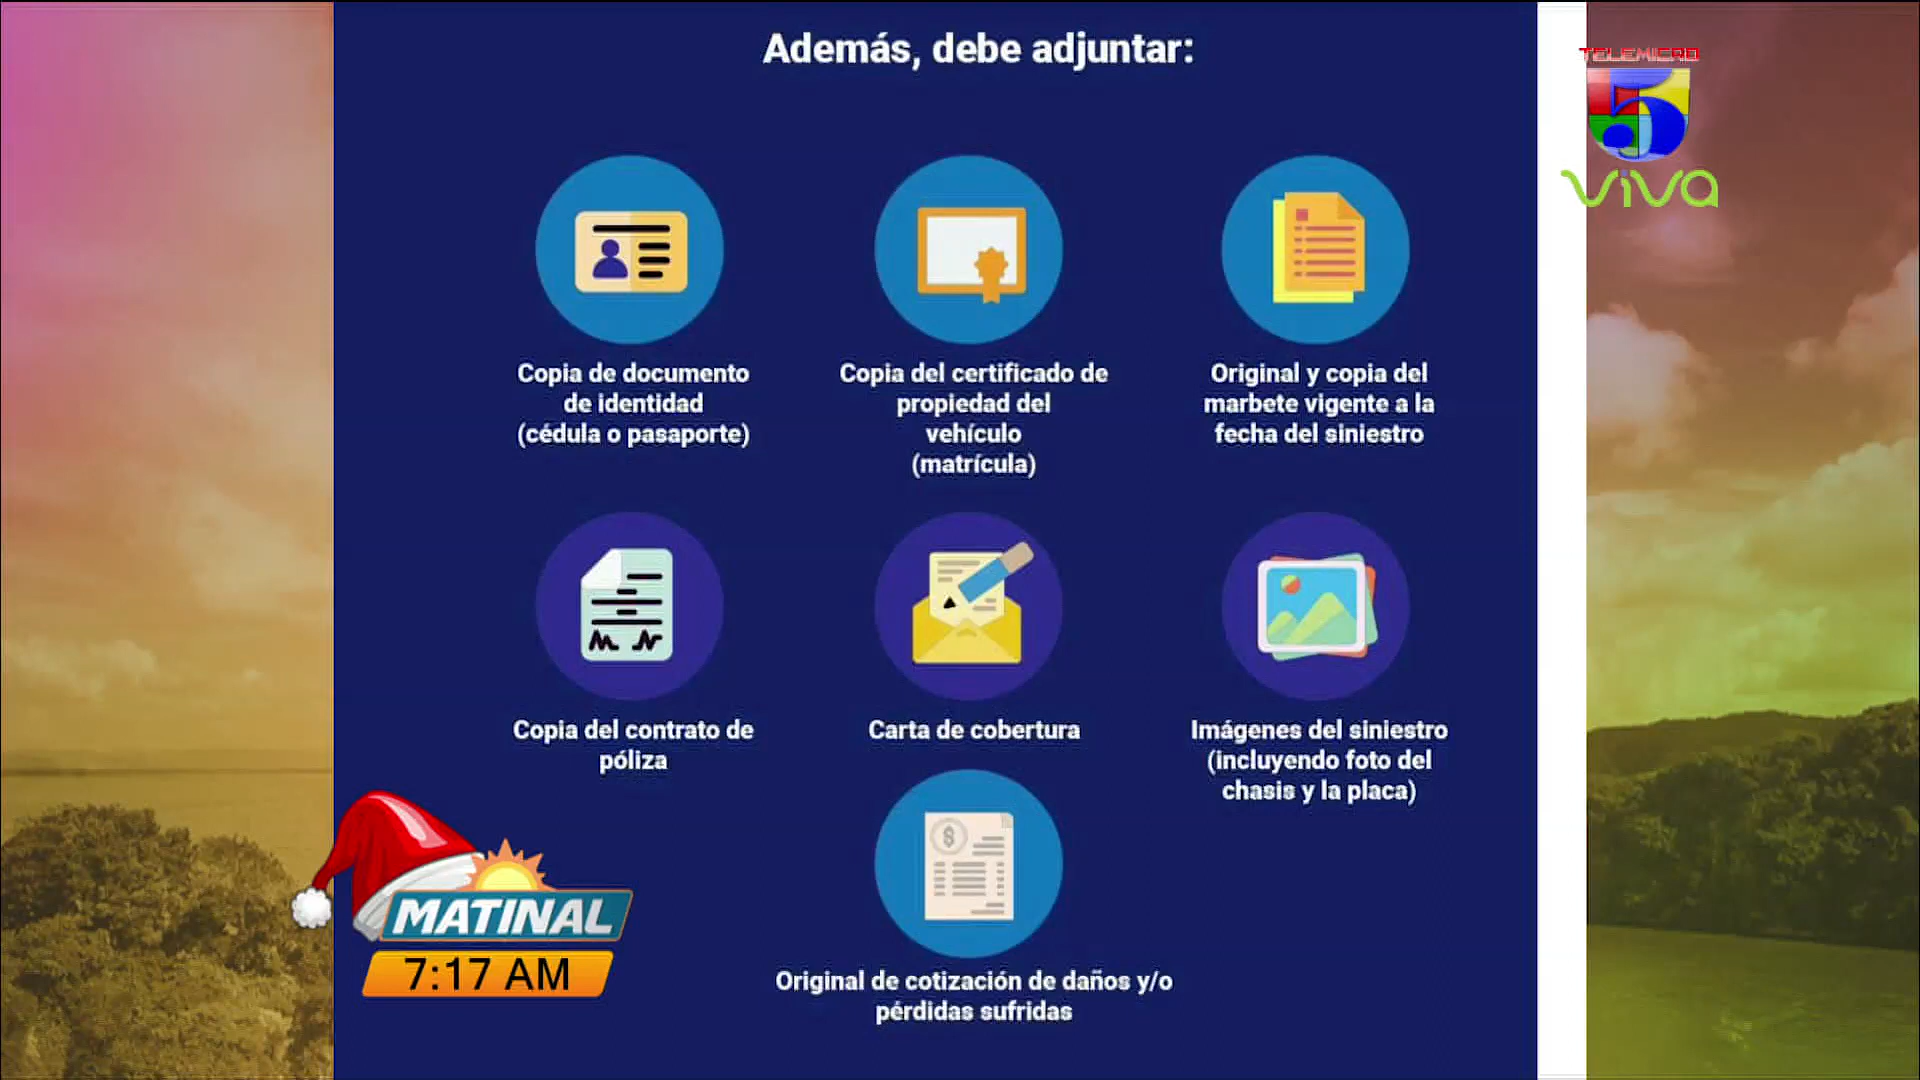 Además, debe adjuntar:
TELEMICRO
5
ViVa
Copia de documento
de identidad
(cédula o pasaporte)
Copia del certificado de
propiedad del
vehículo
(matrícula)
Original y copia del
marbete vigente a la
fecha del siniestro
Copia del contrato de
póliza
Carta de cobertura
Imágenes del siniestro
(incluyendo foto del
chasis y la placa)
$
Original de cotización de daños y/o
pérdidas sufridas
MATINAL
7:17 AM